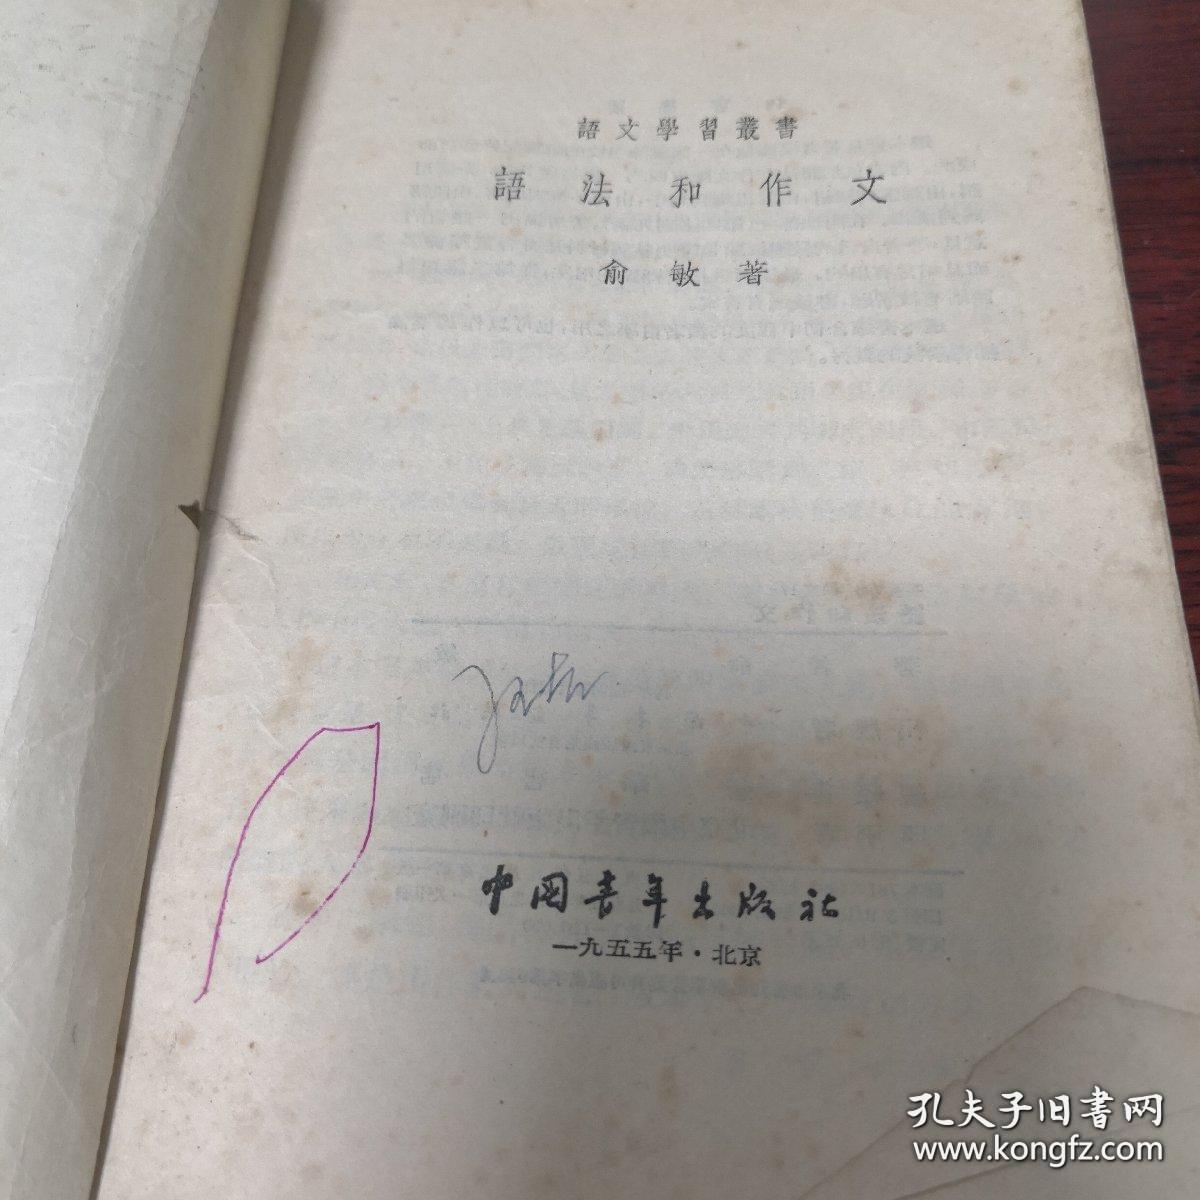 語文學習叢書
語法和作文
俞敏著
中国青年出版社
一九五五年·北京
孔夫子旧书网
www.kongfz.com